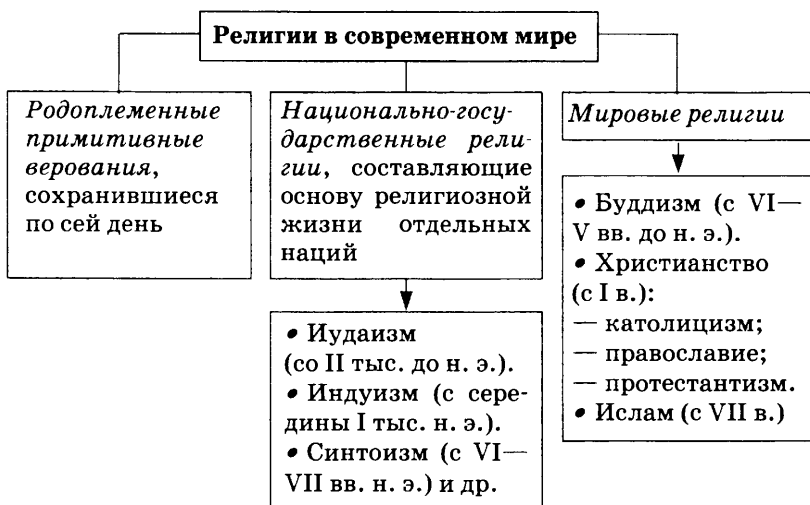 Религии в современном мире
Родоплеменные
примитивные
верования,
сохранившиеся
по сей день
Национально-госу-
дарственные рели-
гии, составляющие
основу религиозной
жизни отдельных
наций
• Иудаизм
(со II тыс. до н. э.).
• Индуизм (с сере-
дины I тыс. н. э.).
• Синтоизм (с VI—
VII вв. н. э.) и др.
Мировые религии
• Буддизм (с VI—
V вв. до н. э.).
• Христианство
(с I в.):
— католицизм;
— православие;
— протестантизм.
• Ислам (с VII в.)